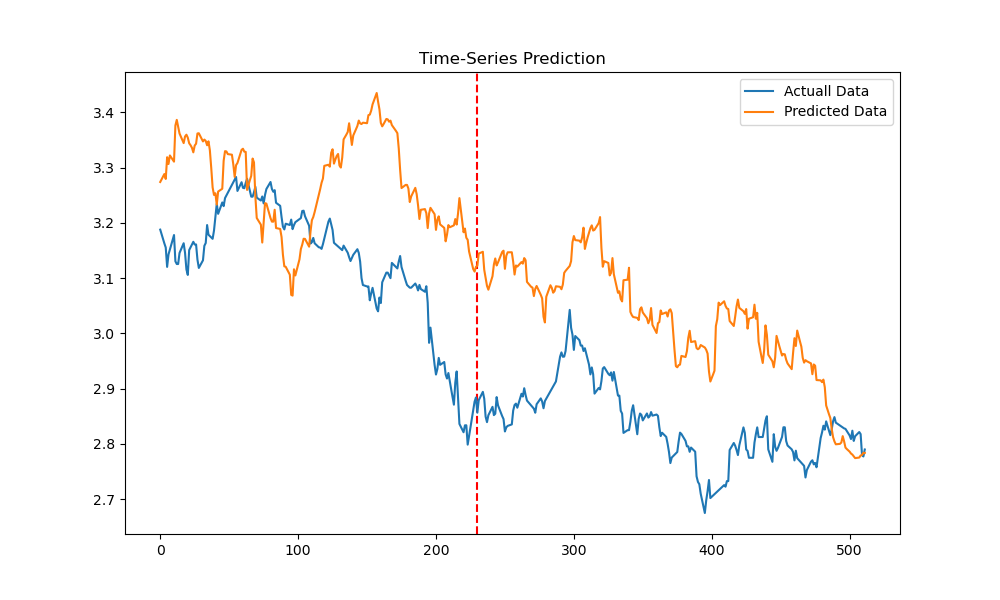 Time-Series Prediction
Actuall Data
Predicted Data
3.4
3.3
3.2
3.1
3.0
2.9
2.8
2.7
0 100 200 300 400 500